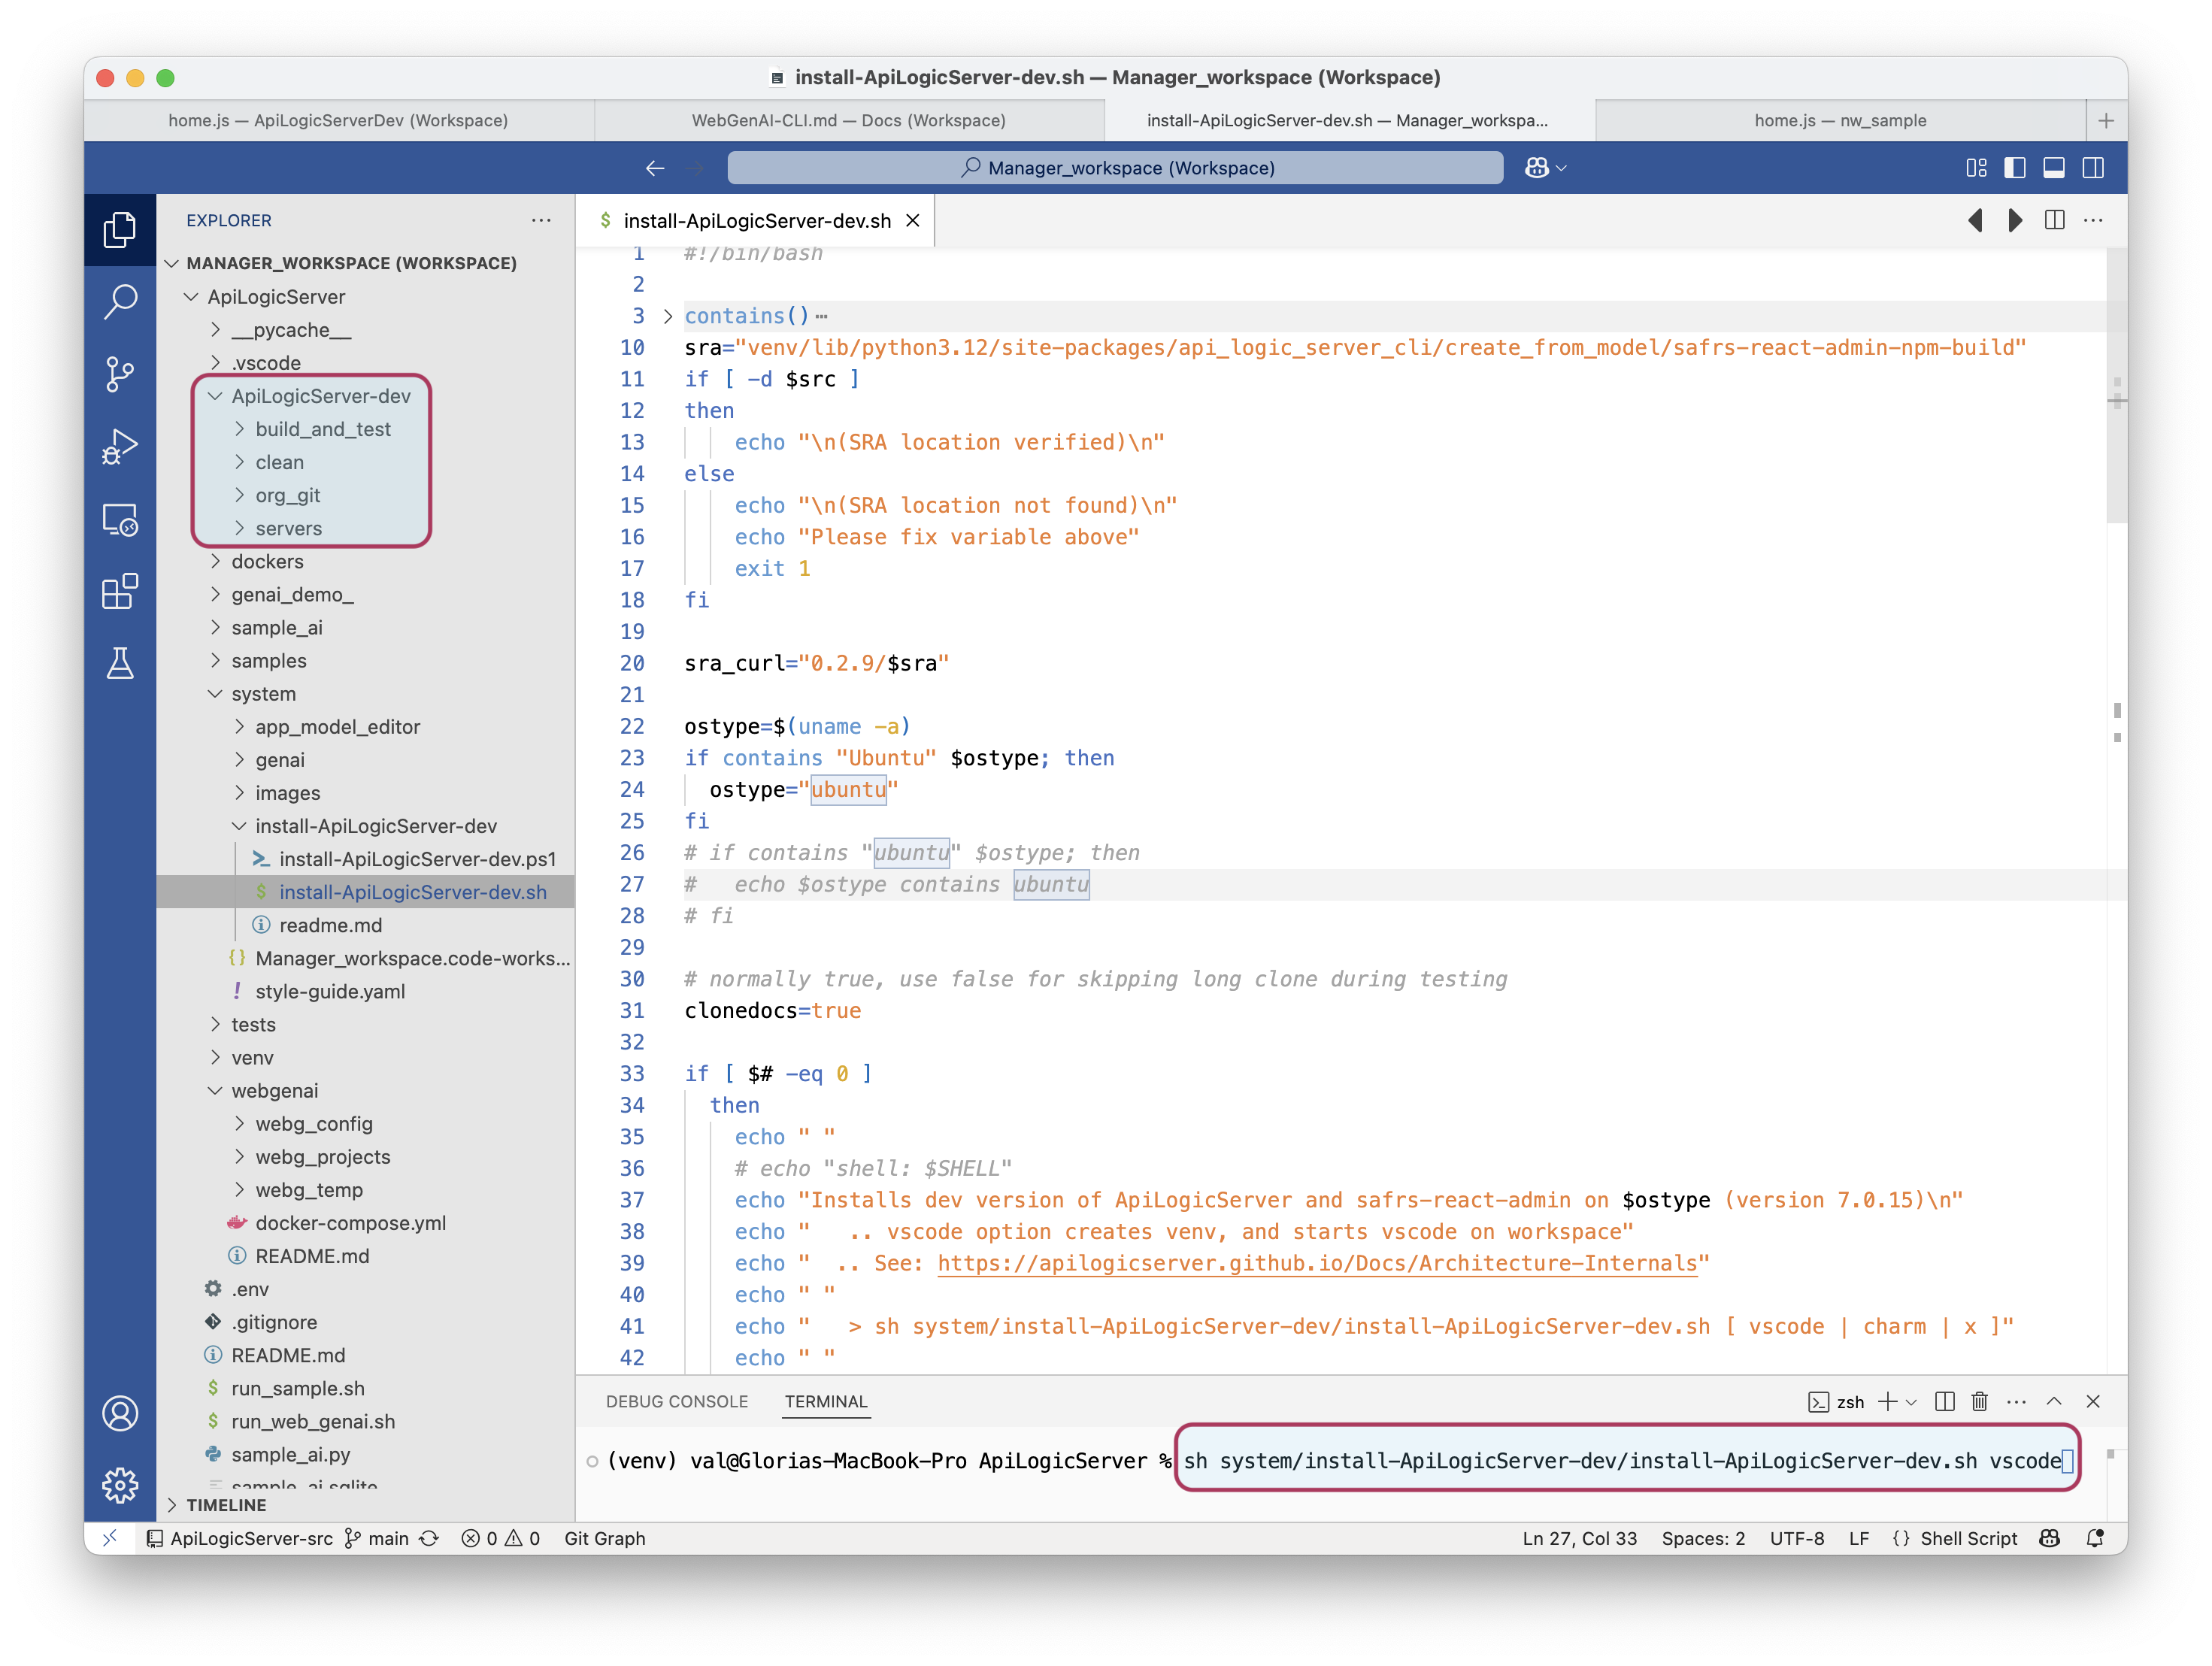 install-ApiLogicServer-dev.sh — Manager_workspace (Workspace)
home.js — ApiLogicServerDev (Workspace)
WebGenAI-CLI.md — Docs (Workspace)
install-ApiLogicServer-dev.sh — Manager_workspa...
home.js — nw_sample
Manager_workspace (Workspace)
EXPLORER
MANAGER_WORKSPACE (WORKSPACE)
ApiLogicServer
__pycache__
.vscode
ApiLogicServer-dev
build_and_test
clean
org_git
servers
dockers
genai_demo_
sample_ai
samples
system
app_model_editor
genai
images
install-ApiLogicServer-dev
install-ApiLogicServer-dev.ps1
$ install-ApiLogicServer-dev.sh
readme.md
{} Manager_workspace.code-works...
! style-guide.yaml
tests
venv
webgenai
webg_config
webg_projects
webg_temp
docker-compose.yml
README.md
.env
.gitignore
README.md
$ run_sample.sh
$ run_web_genai.sh
sample_ai.py
sample_ai.sqlite
TIMELINE
$ install-ApiLogicServer-dev.sh
1 #!/bin/bash
2
3 contains() ...
10 sra="venv/lib/python3.12/site-packages/api_logic_server_cli/create_from_model/safrs-react-admin-npm-build"
11 if [ -d $src ]
12 then
13 echo "\n(SRA location verified)\n"
14 else
15 echo "\n(SRA location not found)\n"
16 echo "Please fix variable above"
17 exit 1
18 fi
19
20 sra_curl="0.2.9/$sra"
21
22 ostype=$(uname -a)
23 if contains "Ubuntu" $ostype; then
24 ostype="ubuntu"
25 fi
26 # if contains "ubuntu" $ostype; then
27 #   echo $ostype contains ubuntu
28 # fi
29
30 # normally true, use false for skipping long clone during testing
31 clonedocs=true
32
33 if [ $# -eq 0 ]
34 then
35 echo " "
36 # echo "shell: $SHELL"
37 echo "Installs dev version of ApiLogicServer and safrs-react-admin on $ostype (version 7.0.15)\n"
38 echo "   .. vscode option creates venv, and starts vscode on workspace"
39 echo "  .. See: https://apilogicserver.github.io/Docs/Architecture-Internals"
40 echo " "
41 echo "   > sh system/install-ApiLogicServer-dev/install-ApiLogicServer-dev.sh [ vscode | charm | x ]"
42 echo " "
DEBUG CONSOLE
TERMINAL
zsh
(venv) val@Glorias-MacBook-Pro ApiLogicServer % sh system/install-ApiLogicServer-dev/install-ApiLogicServer-dev.sh vscode
ApiLogicServer-src main 0 0 Git Graph
Ln 27, Col 33 Spaces: 2 UTF-8 LF {} Shell Script